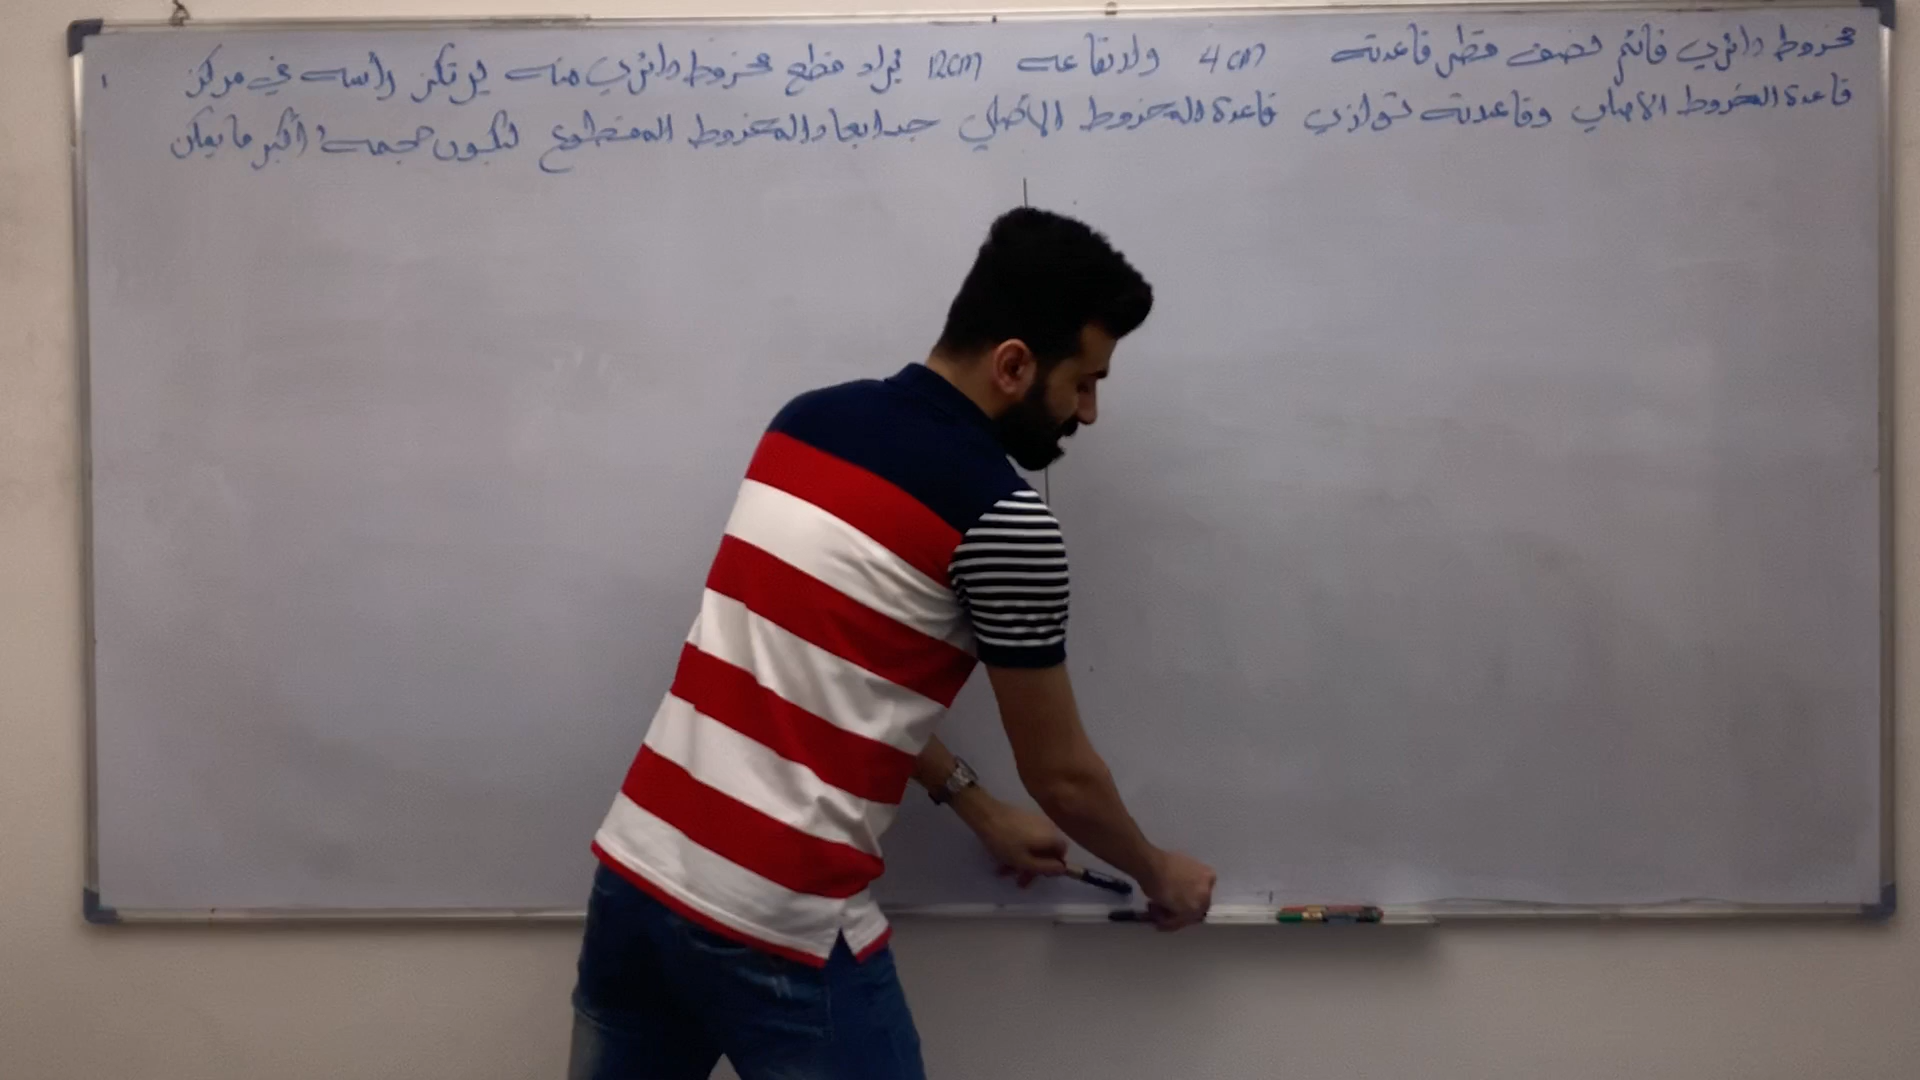 مخروط دائري قائم نصف قطر قاعدته 4cm وارتفاعه 12cm يراد قطع مخروط دائري منه يرتكز رأسه في مركز
قاعدة المخروط الأصلي وقاعدته توازي قاعدة المخروط الأصلي جد ابعاد المخروط المقطوع ليكون حجمه أكبر ما يمكن